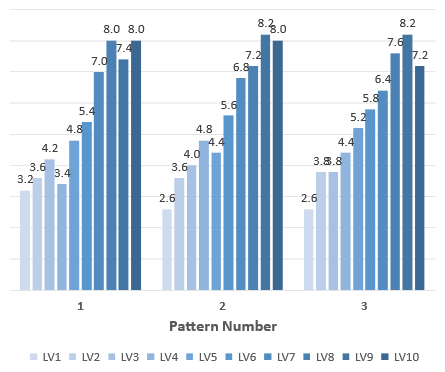 3.2 3.6 4.2 3.4 4.8 5.4 7.0 8.0 7.4 8.0
2.6 3.6 4.0 4.8 4.4 5.6 6.8 7.2 8.2 8.0
2.6 3.8 3.8 4.4 5.2 5.8 6.4 7.6 8.2 7.2
1 2 3
Pattern Number
LV1 LV2 LV3 LV4 LV5 LV6 LV7 LV8 LV9 LV10